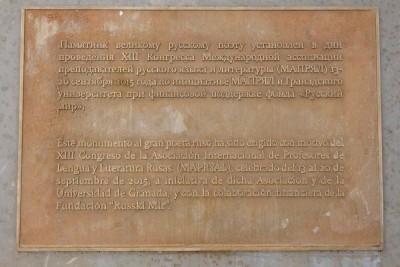 Памятник великому русскому поэту установлен в дни
проведения XIII Конгресса Международной ассоциации
преподавателей русского языка и литературы (МАПРЯЛ) 13-
20 сентября 2015 года по инициативе МАПРЯЛ и Гранадского
университета при финансовой поддержке фонда «Русский
мир».
Este monumento al gran poeta ruso ha sido erigido con motivo del
XIII Congreso de la Asociación Internacional de Profesores de
Lengua y Literatura Rusas (MAPRYAL), celebrado del 13 al 20 de
septiembre de 2015, a iniciativa de dicha Asociación y de la
Universidad de Granada, y con la colaboración financiera de la
Fundación "Russki Mir".